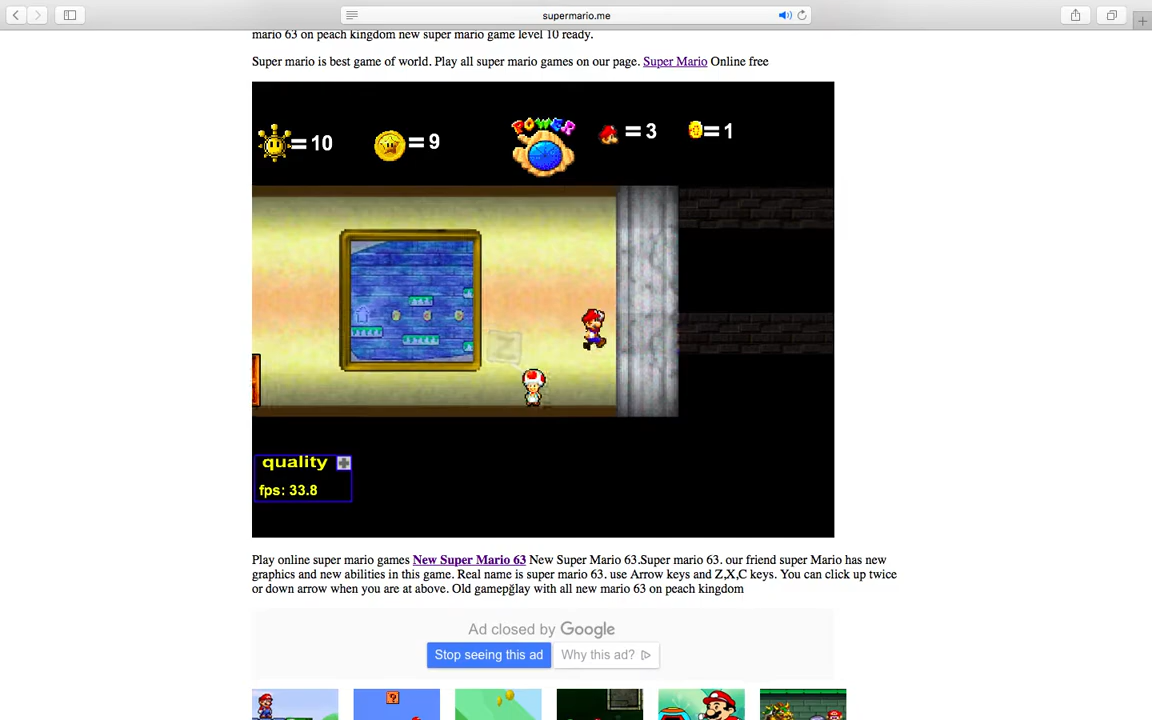 supermario.me
mario 63 on peach kingdom new super mario game level 10 ready.
Super mario is best game of world. Play all super mario games on our page. Super Mario Online free
=10
=9
POWER
=3
=1
Z
quality
fps: 33.8
Play online super mario games New Super Mario 63 New Super Mario 63.Super mario 63. our friend super Mario has new
graphics and new abilities in this game. Real name is super mario 63. use Arrow keys and Z,X,C keys. You can click up twice
or down arrow when you are at above. Old gamepğlay with all new mario 63 on peach kingdom
Ad closed by Google
Stop seeing this ad
Why this ad?
?